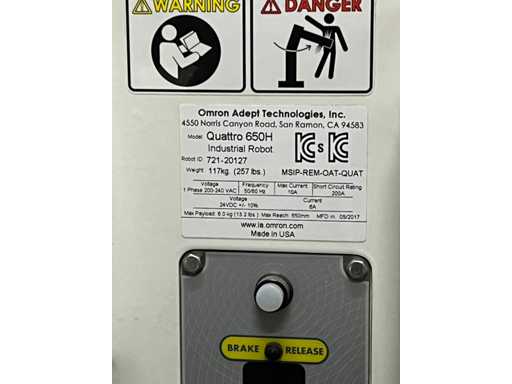 WARNING
DANGER
Omron Adept Technologies, Inc.
4550 Norris Canyon Road, San Ramon, CA 94583
Model: Quattro 650H
Industrial Robot
Robot ID: 721-20127
Weight: 117kg. (257 lbs.)
MSIP-REM-OAT-QUAT
Voltage Frequency Max Current Short Circuit Rating
1 Phase 200-240 VAC 50/60 Hz 10A 200A
Voltage Current
24VDC +/- 10% 6A
Max Payload: 6.0 kg (13.2 lbs.) Max Reach: 650mm MFD in: 05/2017
www.ia.omron.com
Made in USA
BRAKE RELEASE